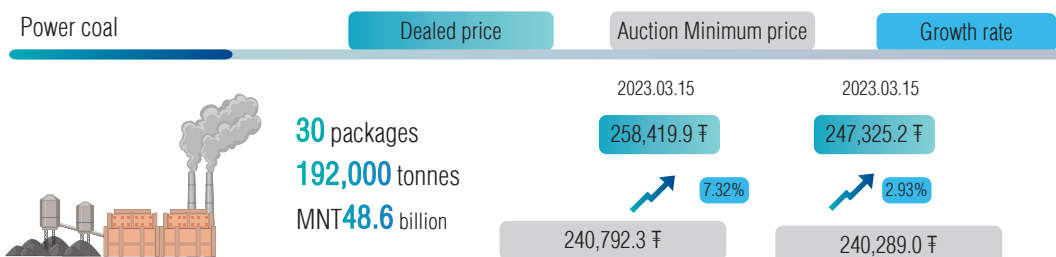 Power coal
Dealed price
Auction Minimum price
Growth rate
30 packages
192,000 tonnes
MNT48.6 billion
2023.03.15
258,419.9 ₮
7.32%
240,792.3 ₮
2023.03.15
247,325.2 ₮
2.93%
240,289.0 ₮